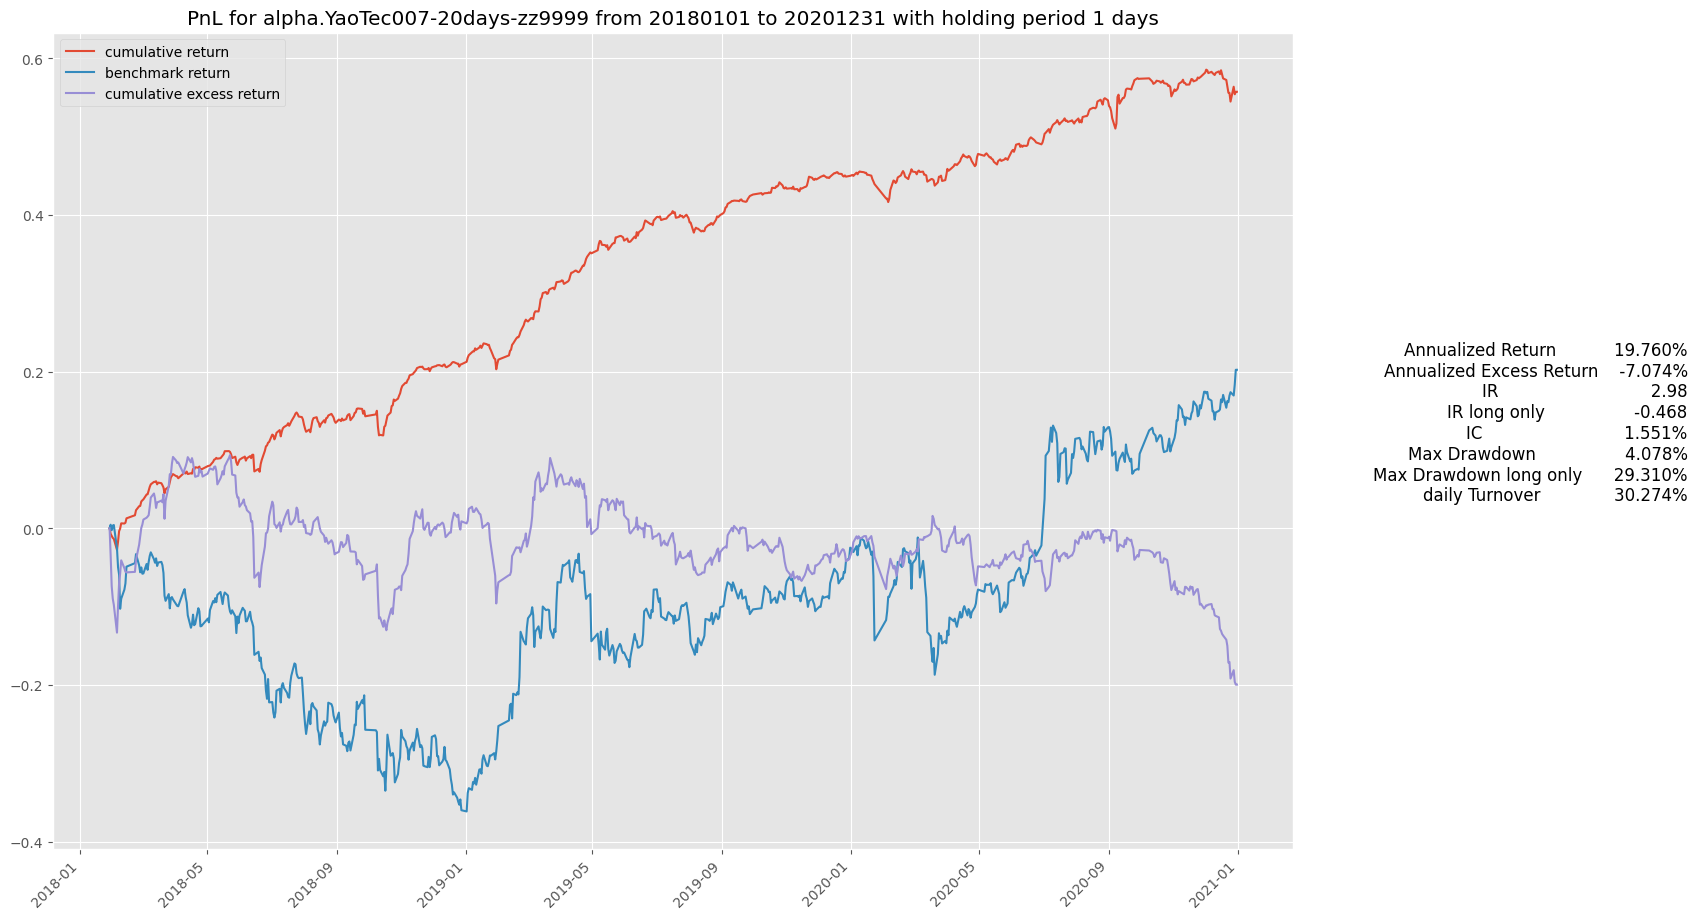 PnL for alpha.YaoTec007-20days-zz9999 from 20180101 to 20201231 with holding period 1 days
cumulative return
benchmark return
cumulative excess return
0.6
0.4
0.2
0.0
−0.2
−0.4
2018-01
2018-05
2018-09
2019-01
2019-05
2019-09
2020-01
2020-05
2020-09
2021-01
Annualized Return 19.760%
Annualized Excess Return -7.074%
IR 2.98
IR long only -0.468
IC 1.551%
Max Drawdown 4.078%
Max Drawdown long only 29.310%
daily Turnover 30.274%